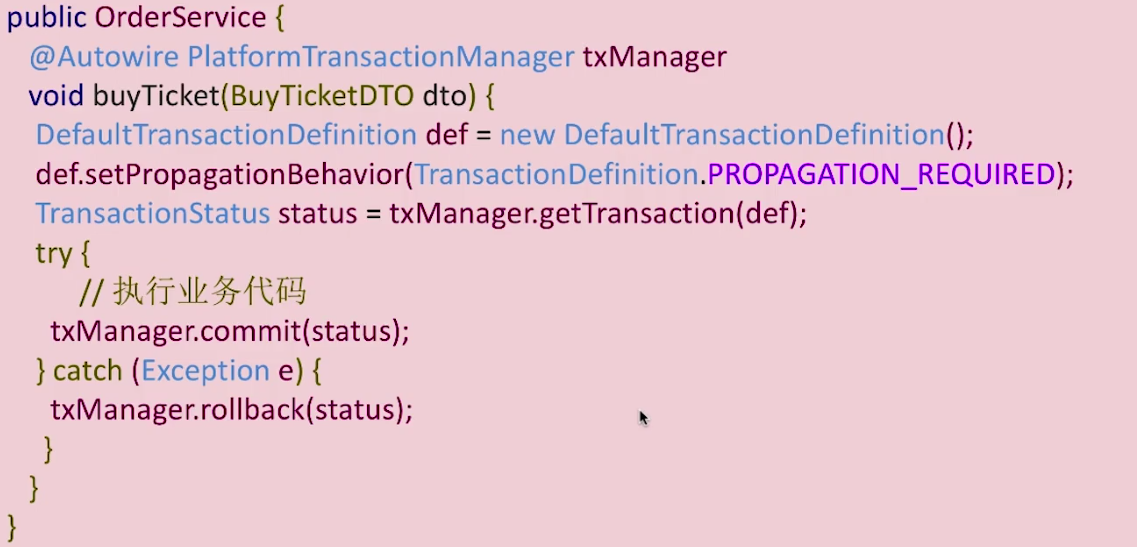 public OrderService {
@Autowire PlatformTransactionManager txManager
void buyTicket(BuyTicketDTO dto) {
DefaultTransactionDefinition def = new DefaultTransactionDefinition();
def.setPropagationBehavior(TransactionDefinition.PROPAGATION_REQUIRED);
TransactionStatus status = txManager.getTransaction(def);
try {
// 执行业务代码
txManager.commit(status);
} catch (Exception e) {
txManager.rollback(status);
}
}
}